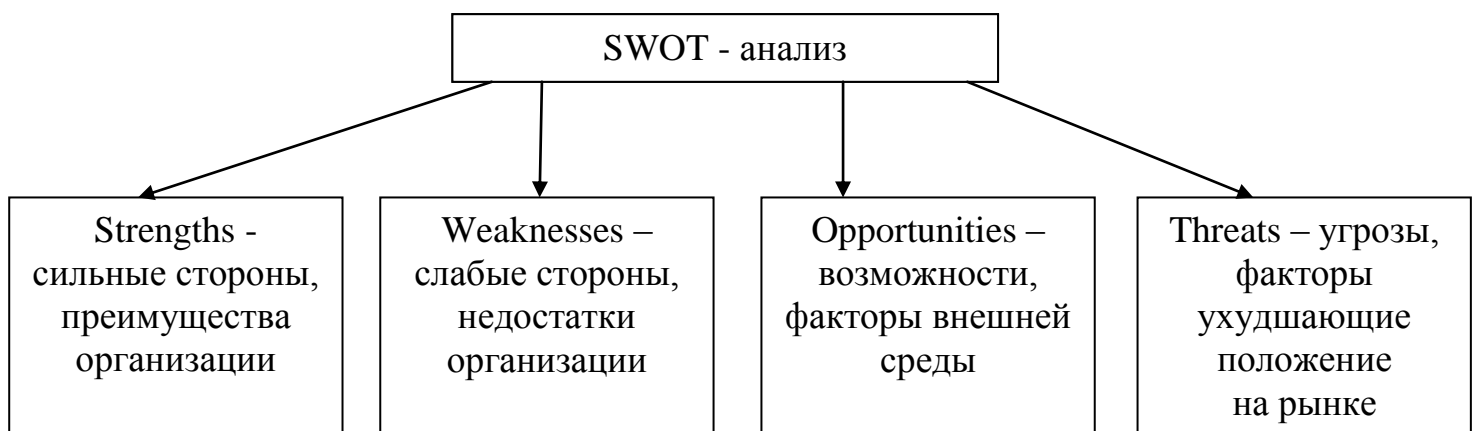 SWOT - анализ
Strengths -
сильные стороны,
преимущества
организации
Weaknesses –
слабые стороны,
недостатки
организации
Opportunities –
возможности,
факторы внешней
среды
Threats – угрозы,
факторы
ухудшающие
положение
на рынке